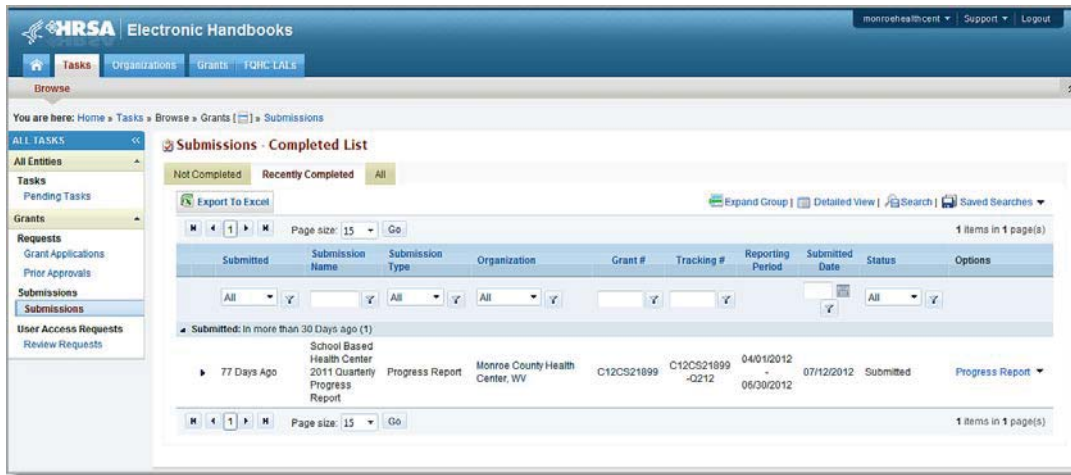 HRSA Electronic Handbooks
monroehealthcent Support Logout
Tasks Organizations Grants FQHC-LALs
Browse
You are here: Home » Tasks » Browse » Grants [ ] » Submissions
ALL TASKS «
All Entities
Tasks
Pending Tasks
Grants
Requests
Grant Applications
Prior Approvals
Submissions
Submissions
User Access Requests
Review Requests
Submissions - Completed List
Not Completed Recently Completed All
Export To Excel Expand Group | Detailed View | Search | Saved Searches
1 Page size: 15 Go 1 items in 1 page(s)
Submitted Submission Name Submission Type Organization Grant # Tracking # Reporting Period Submitted Date Status Options
All All All All
Submitted: In more than 30 Days ago (1)
77 Days Ago School Based Health Center 2011 Quarterly Progress Report Progress Report Monroe County Health Center, WV C12CS21899 C12CS21899-Q212 04/01/2012 - 06/30/2012 07/12/2012 Submitted Progress Report
1 Page size: 15 Go 1 items in 1 page(s)